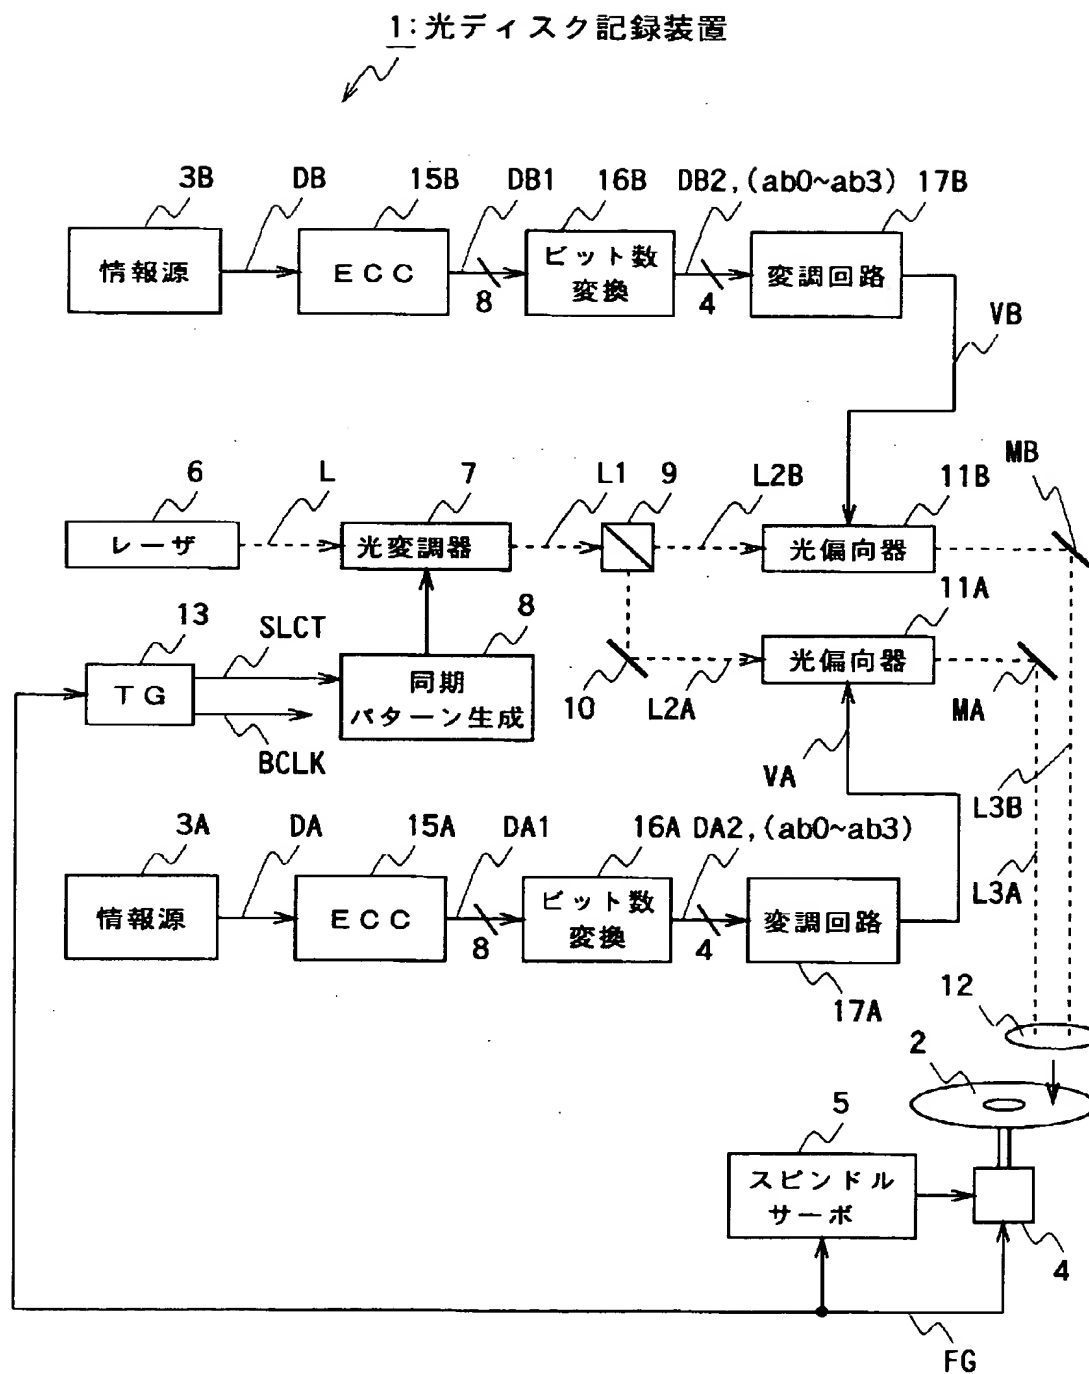 1:光ディスク記録装置
3B DB 15B DB1 16B DB2,(ab0~ab3) 17B
情報源 ECC 8 ビット数 4 変調回路
変換
VB
6 L 7 L1 9 L2B 11B MB
レーザ 光変調器 光偏向器
13 SLCT 8 11A
TG 同期 光偏向器
パターン生成 10 L2A MA
BCLK VA
L3B
3A DA 15A DA1 16A DA2,(ab0~ab3)
L3A
情報源 ECC 8 ビット数 4 変調回路
変換
17A
12
2
5
スピンドル
サーボ
4
FG